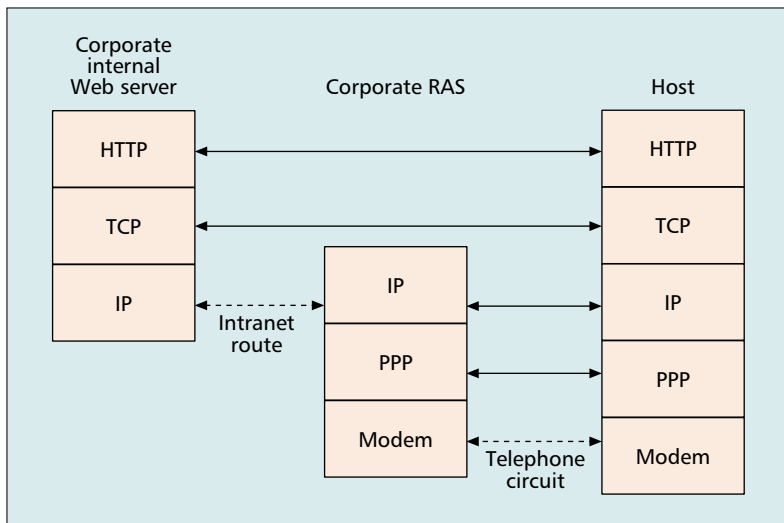 Corporate
internal
Web server
Corporate RAS
Host
HTTP
HTTP
TCP
TCP
IP
Intranet
route
IP
IP
PPP
PPP
Modem
Telephone
circuit
Modem